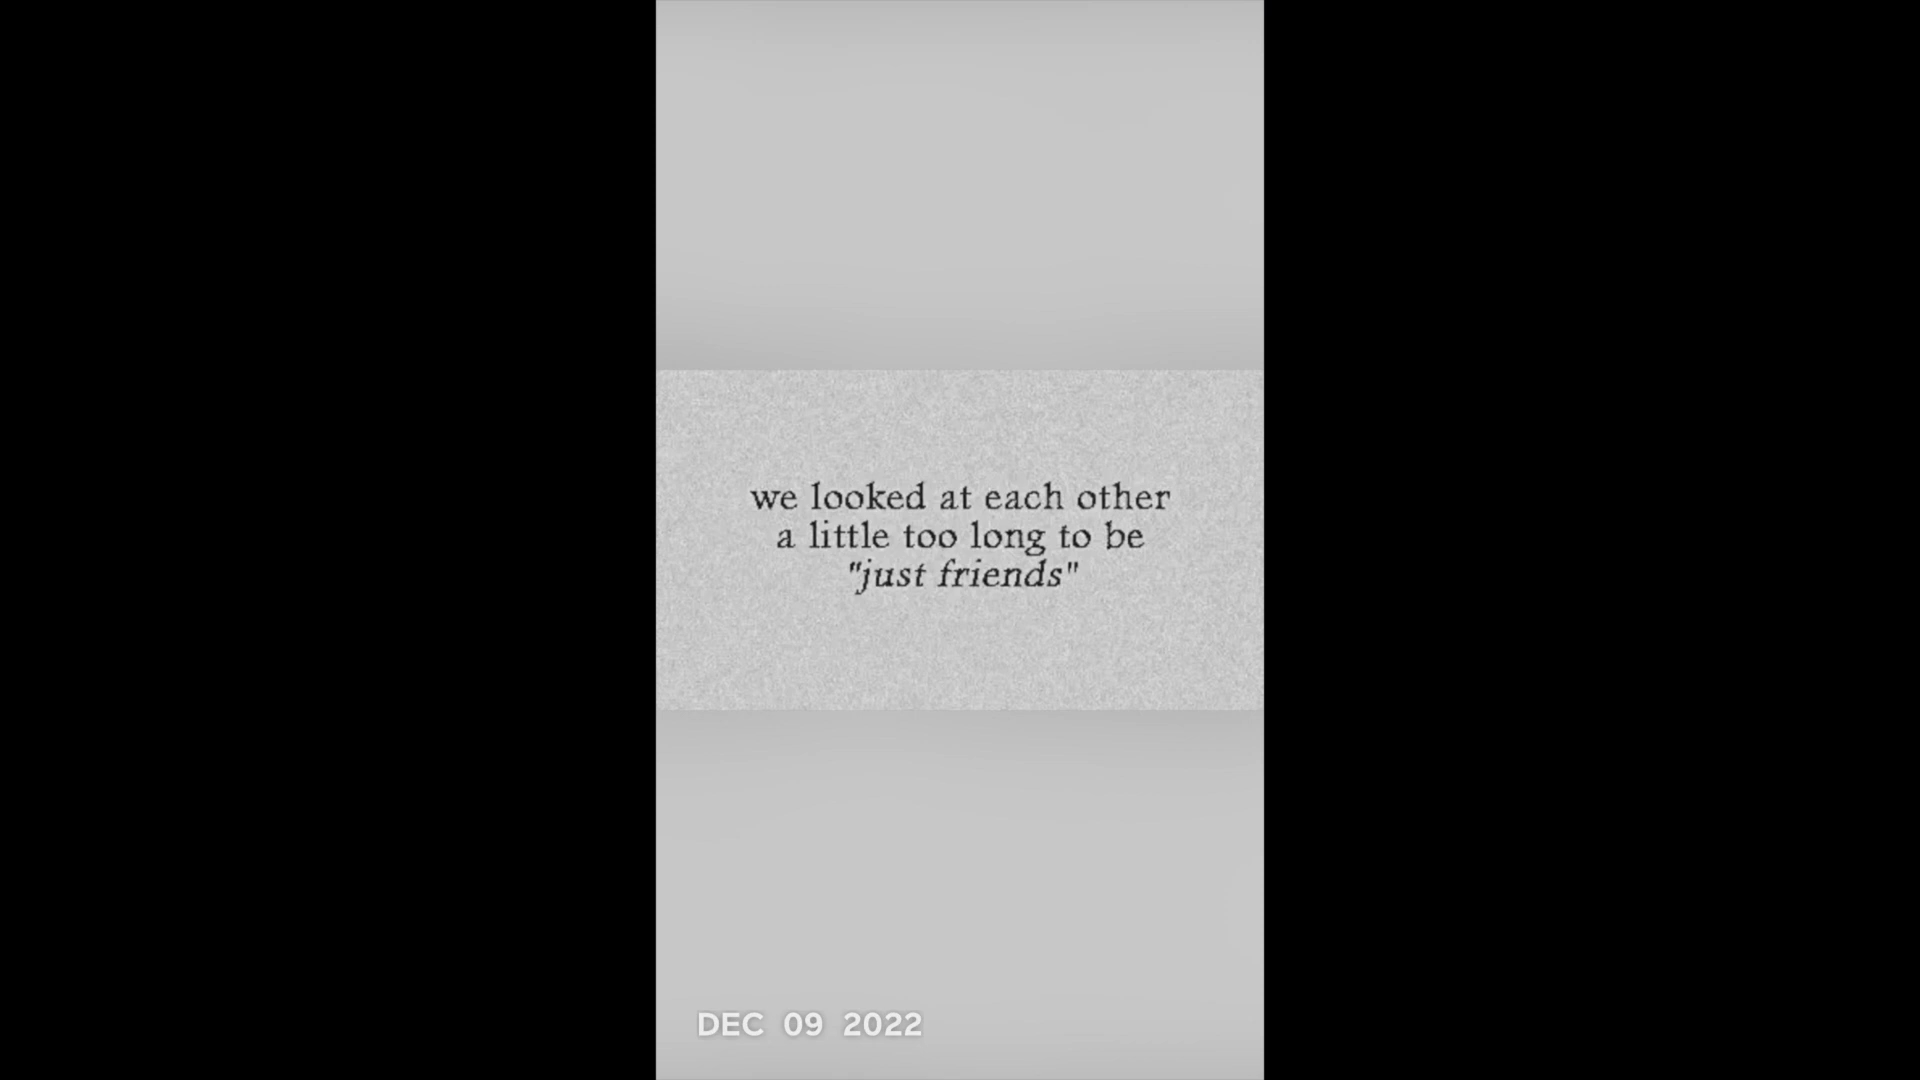 we looked at each other
a little too long to be
"just friends"
DEC 09 2022